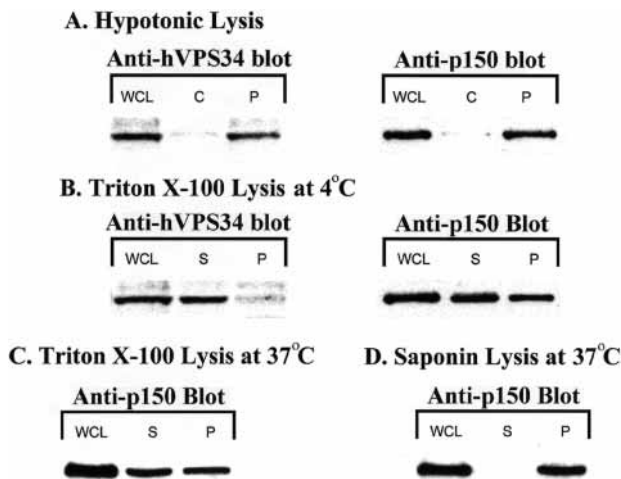 A. Hypotonic Lysis
Anti-hVPS34 blot
Anti-p150 blot
WCL C P
WCL C P
B. Triton X-100 Lysis at 4°C
Anti-hVPS34 blot
Anti-p150 Blot
WCL S P
WCL S P
C. Triton X-100 Lysis at 37°C
D. Saponin Lysis at 37°C
Anti-p150 Blot
Anti-p150 Blot
WCL S P
WCL S P